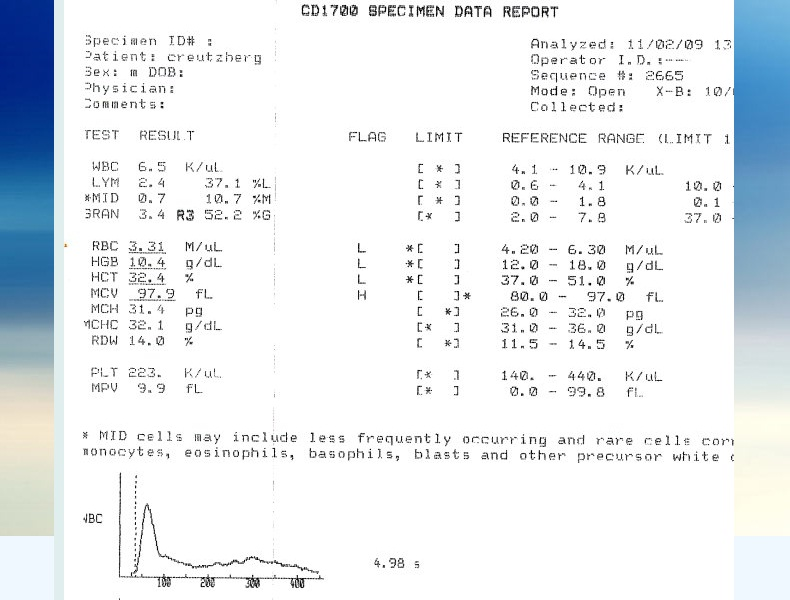 CD1700 SPECIMEN DATA REPORT
Specimen ID# :
Patient: creutzberg
Sex: m DOB:
Physician:
Comments:
Analyzed: 11/02/09 13
Operator I.D.:---
Sequence #: 2665
Mode: Open X-B: 10/
Collected:
TEST RESULT FLAG LIMIT REFERENCE RANGE (LIMIT 1
WBC 6.5 K/uL [ * ] 4.1 - 10.9 K/uL
LYM 2.4 37.1 %L [ * ] 0.6 - 4.1 10.0 -
*MID 0.7 10.7 %M [ * ] 0.0 - 1.8 0.1 -
GRAN 3.4 R3 52.2 %G [* ] 2.0 - 7.8 37.0 -
RBC 3.31 M/uL L *[ ] 4.20 - 6.30 M/uL
HGB 10.4 g/dL L *[ ] 12.0 - 18.0 g/dL
HCT 32.4 % L *[ ] 37.0 - 51.0 %
MCV 97.9 fL H [ ]* 80.0 - 97.0 fL
MCH 31.4 pg [ *] 26.0 - 32.0 pg
MCHC 32.1 g/dL [* ] 31.0 - 36.0 g/dL
RDW 14.0 % [ *] 11.5 - 14.5 %
PLT 223. K/uL [* ] 140. - 440. K/uL
MPV 9.9 fL [* ] 0.0 - 99.8 fL
* MID cells may include less frequently occurring and rare cells corr
monocytes, eosinophils, basophils, blasts and other precursor white
WBC
4.98 s
100 200 300 400